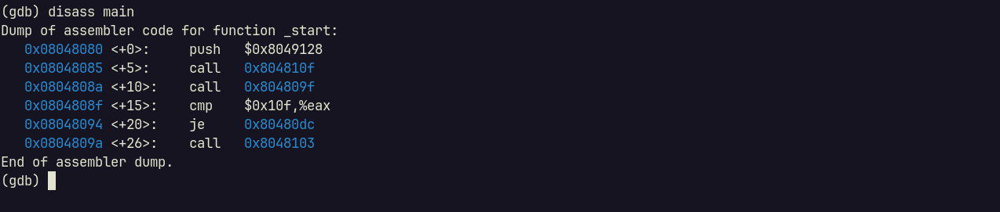 (gdb) disass main
Dump of assembler code for function _start:
   0x08048080 <+0>:     push   $0x8049128
   0x08048085 <+5>:     call   0x804810f
   0x0804808a <+10>:    call   0x804809f
   0x0804808f <+15>:    cmp    $0x10f,%eax
   0x08048094 <+20>:    je     0x80480dc
   0x0804809a <+26>:    call   0x8048103
End of assembler dump.
(gdb)